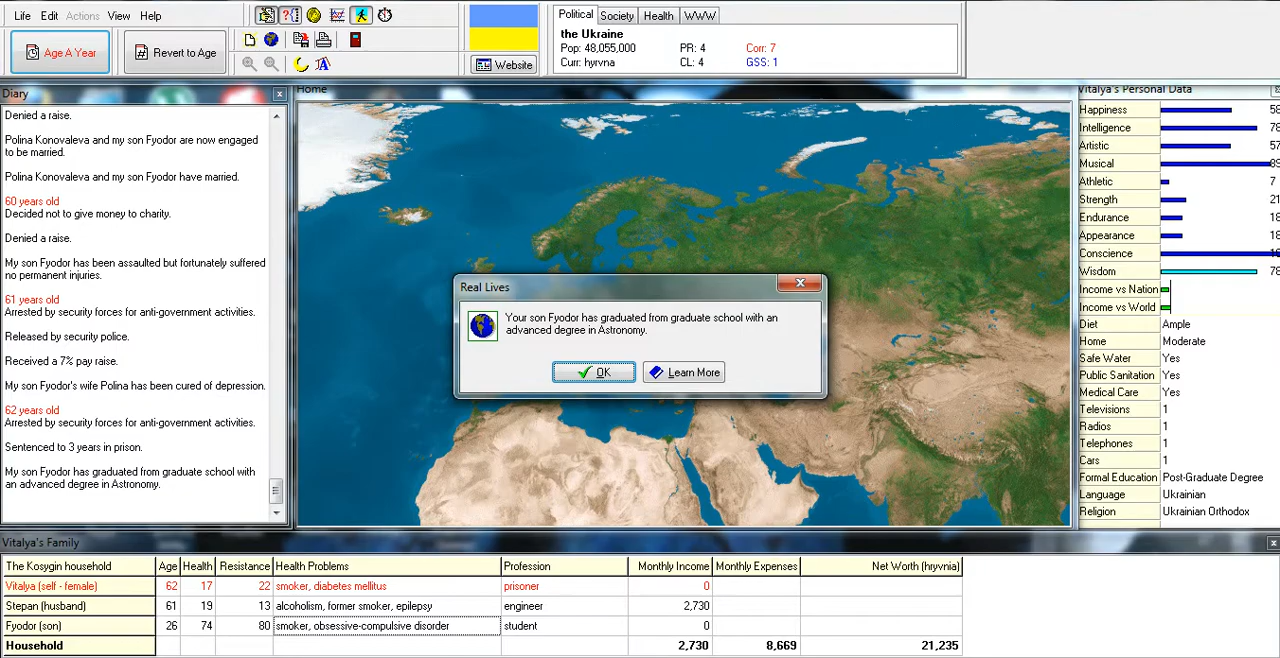 Life Edit Actions View Help
Age A Year
Revert to Age
Website
Political Society Health WWW
the Ukraine
Pop: 48,055,000 PR: 4 Corr: 7
Curr: hyrvna CL: 4 GSS: 1
Diary
Denied a raise.
Polina Konovaleva and my son Fyodor are now engaged
to be married.
Polina Konovaleva and my son Fyodor have married.
60 years old
Decided not to give money to charity.
Denied a raise.
My son Fyodor has been assaulted but fortunately suffered
no permanent injuries.
61 years old
Arrested by security forces for anti-government activities.
Released by security police.
Received a 7% pay raise.
My son Fyodor's wife Polina has been cured of depression.
62 years old
Arrested by security forces for anti-government activities.
Sentenced to 3 years in prison.
My son Fyodor has graduated from graduate school with
an advanced degree in Astronomy.
Home
Real Lives
Your son Fyodor has graduated from graduate school with an
advanced degree in Astronomy.
OK
Learn More
Vitalya's Personal Data
Happiness
Intelligence 78
Artistic 57
Musical 89
Athletic 7
Strength 21
Endurance 18
Appearance 18
Conscience
Wisdom 78
Income vs Nation
Income vs World
Diet Ample
Home Moderate
Safe Water Yes
Public Sanitation Yes
Medical Care Yes
Televisions 1
Radios 1
Telephones 1
Cars 1
Formal Education Post-Graduate Degree
Language Ukrainian
Religion Ukrainian Orthodox
Vitalya's Family
The Kosygin household Age Health Resistance Health Problems Profession Monthly Income Monthly Expenses Net Worth (hryvnia)
Vitalya (self - female) 62 17 22 smoker, diabetes mellitus prisoner 0
Stepan (husband) 61 19 13 alcoholism, former smoker, epilepsy engineer 2,730
Fyodor (son) 26 74 80 smoker, obsessive-compulsive disorder student 0
Household 2,730 8,669 21,235